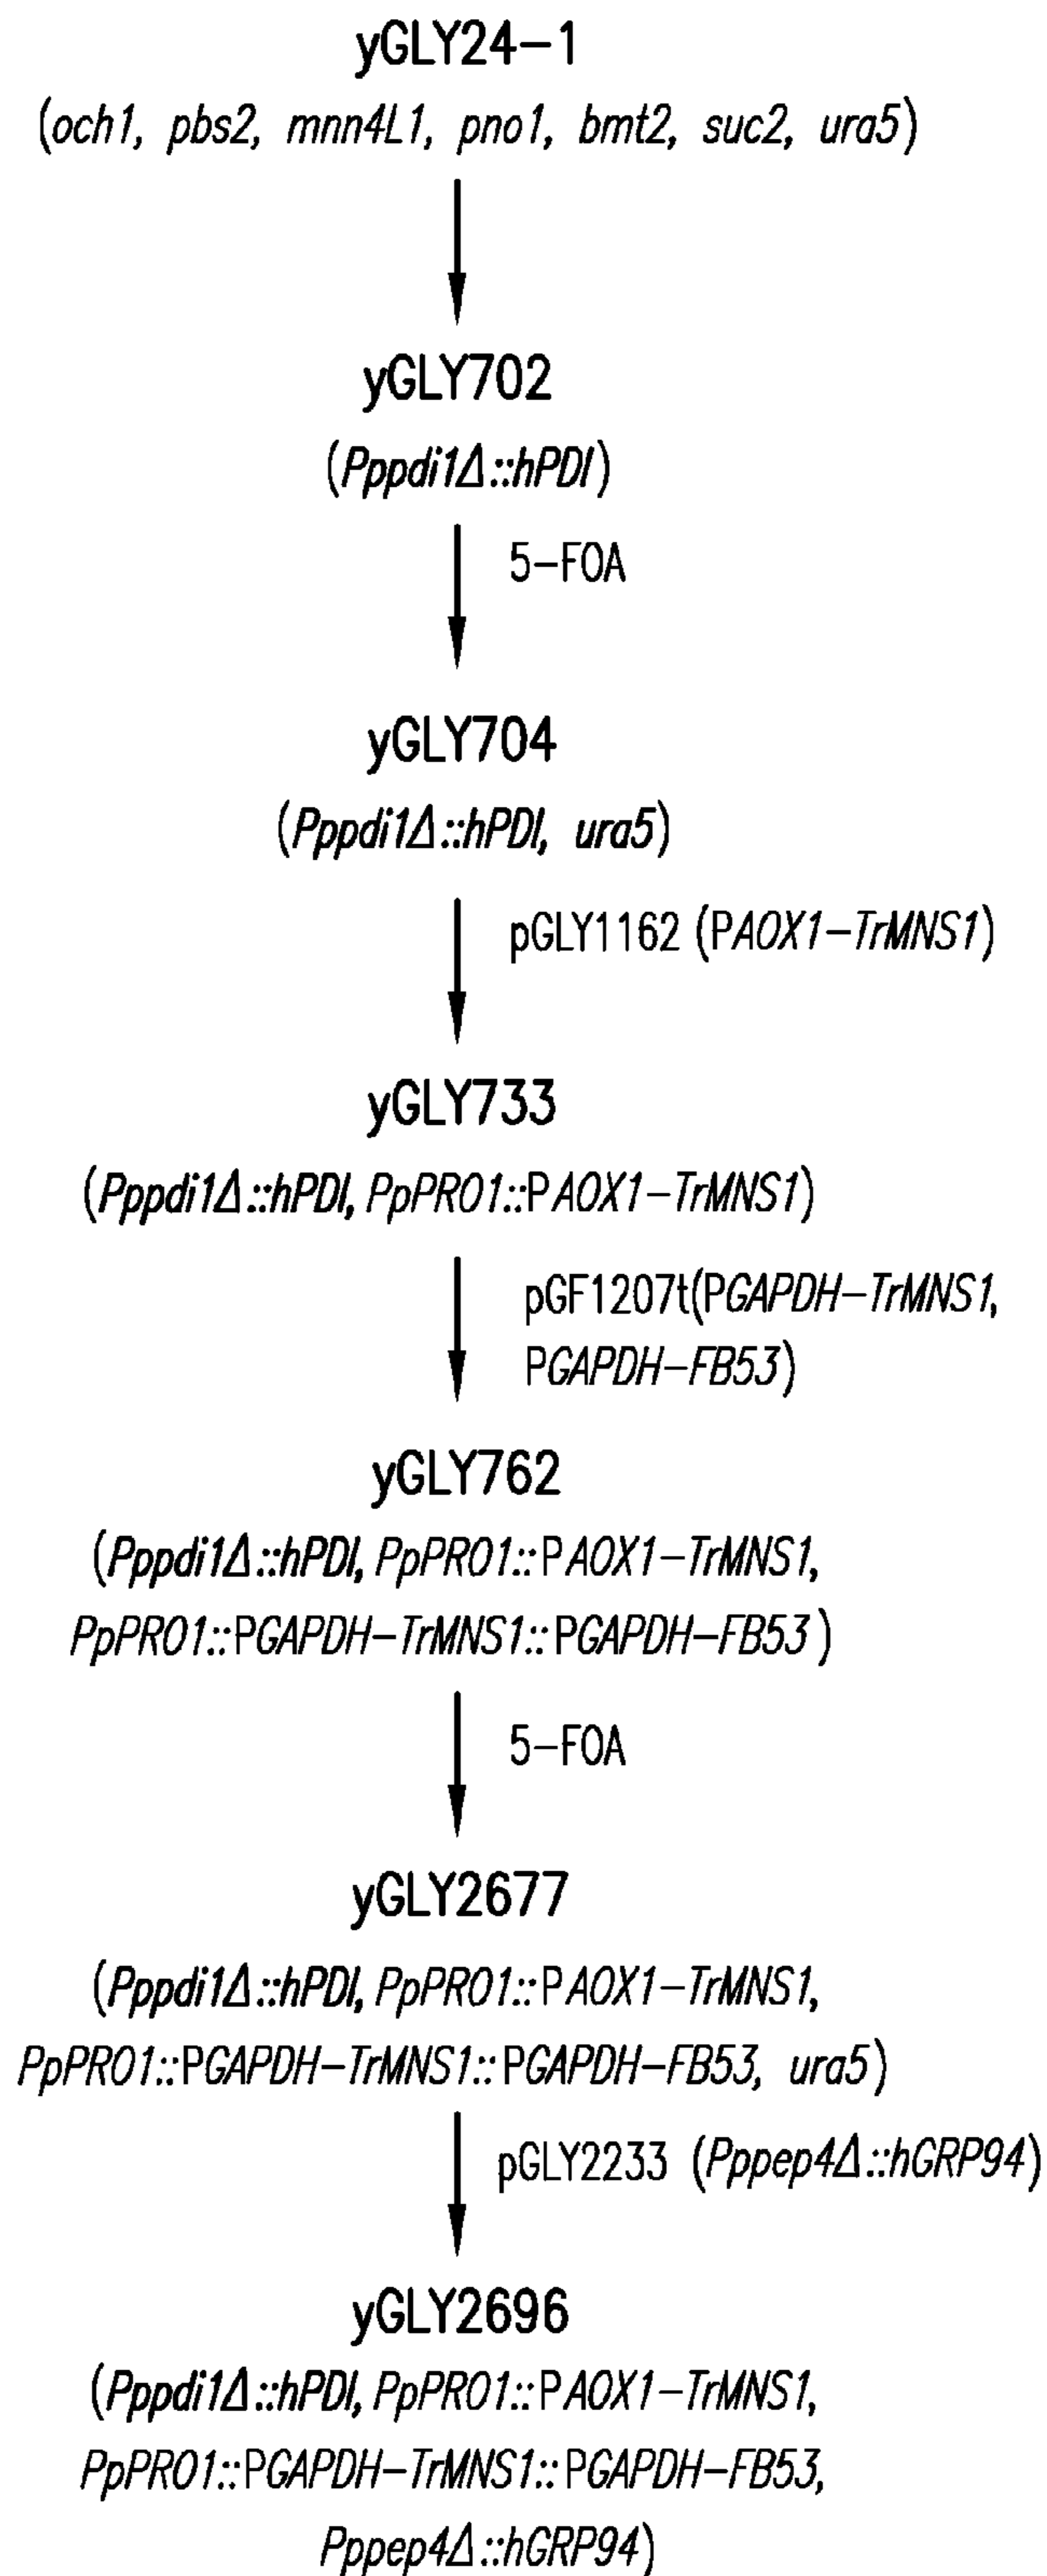 yGLY24-1
(och1, pbs2, mnn4L1, pno1, bmt2, suc2, ura5)
yGLY702
(Pppdi1Δ::hPDI)
5-FOA
yGLY704
(Pppdi1Δ::hPDI, ura5)
pGLY1162 (PAOX1-TrMNS1)
yGLY733
(Pppdi1Δ::hPDI, PpPRO1::PAOX1-TrMNS1)
pGF1207t(PGAPDH-TrMNS1,
PGAPDH-FB53)
yGLY762
(Pppdi1Δ::hPDI, PpPRO1::PAOX1-TrMNS1,
PpPRO1::PGAPDH-TrMNS1::PGAPDH-FB53)
5-FOA
yGLY2677
(Pppdi1Δ::hPDI, PpPRO1::PAOX1-TrMNS1,
PpPRO1::PGAPDH-TrMNS1::PGAPDH-FB53, ura5)
pGLY2233 (Pppep4Δ::hGRP94)
yGLY2696
(Pppdi1Δ::hPDI, PpPRO1::PAOX1-TrMNS1,
PpPRO1::PGAPDH-TrMNS1::PGAPDH-FB53,
Pppep4Δ::hGRP94)